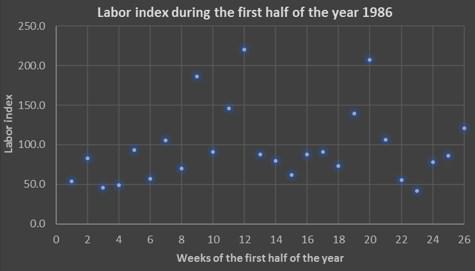 Labor index during the first half of the year 1986
250.0
200.0
150.0
100.0
50.0
0.0
Labor index
0 2 4 6 8 10 12 14 16 18 20 22 24 26
Weeks of the first half of the year